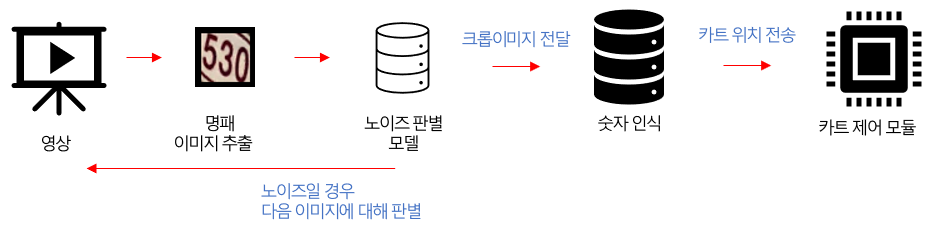 530
크롭이미지 전달
카트 위치 전송
영상
명패
이미지 추출
노이즈 판별
모델
숫자 인식
카트 제어 모듈
노이즈일 경우
다음 이미지에 대해 판별